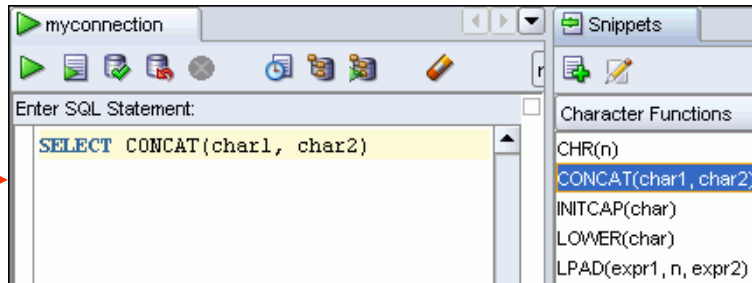 myconnection
Enter SQL Statement:
SELECT CONCAT(char1, char2)
Snippets
Character Functions
CHR(n)
CONCAT(char1, char2)
INITCAP(char)
LOWER(char)
LPAD(expr1, n, expr2)